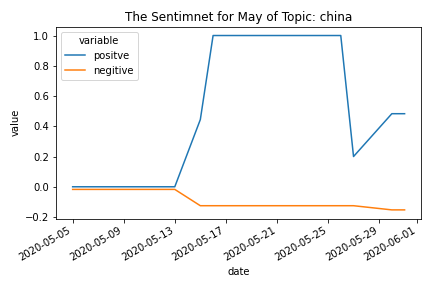 The Sentimnet for May of Topic: china
variable
positve
negitive
value
1.0
0.8
0.6
0.4
0.2
0.0
−0.2
2020-05-05
2020-05-09
2020-05-13
2020-05-17
2020-05-21
2020-05-25
2020-05-29
2020-06-01
date